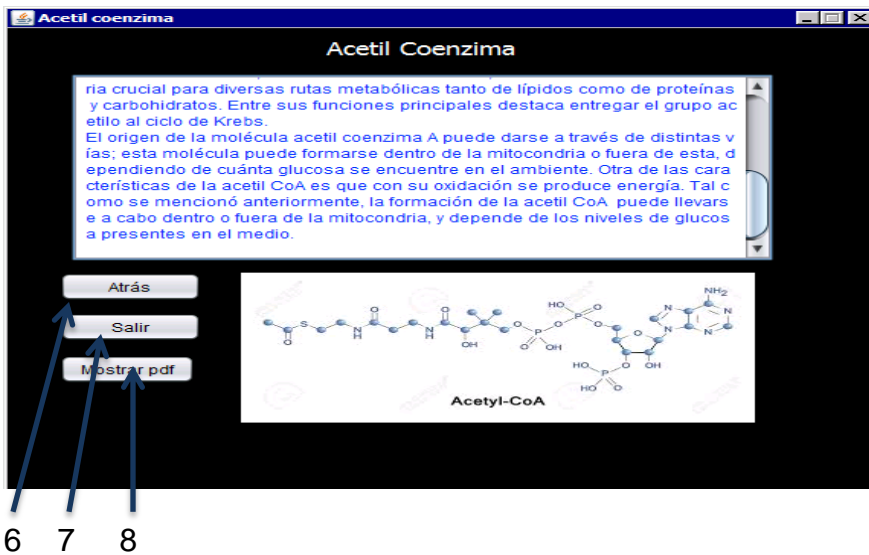 Acetil coenzima
Acetil Coenzima
ria crucial para diversas rutas metabólicas tanto de lípidos como de proteínas
y carbohidratos. Entre sus funciones principales destaca entregar el grupo ac
etilo al ciclo de Krebs.
El origen de la molécula acetil coenzima A puede darse a través de distintas v
ías; esta molécula puede formarse dentro de la mitocondria o fuera de esta, d
ependiendo de cuánta glucosa se encuentre en el ambiente. Otra de las cara
cterísticas de la acetil CoA es que con su oxidación se produce energía. Tal c
omo se mencionó anteriormente, la formación de la acetil CoA puede llevars
e a cabo dentro o fuera de la mitocondria, y depende de los niveles de glucos
a presentes en el medio.
Atrás
Salir
Mostrar pdf
O S O N H O N H OH O P O OH HO P O O O N N N N NH2
HO P O HO O OH
Acetyl-CoA
6 7 8